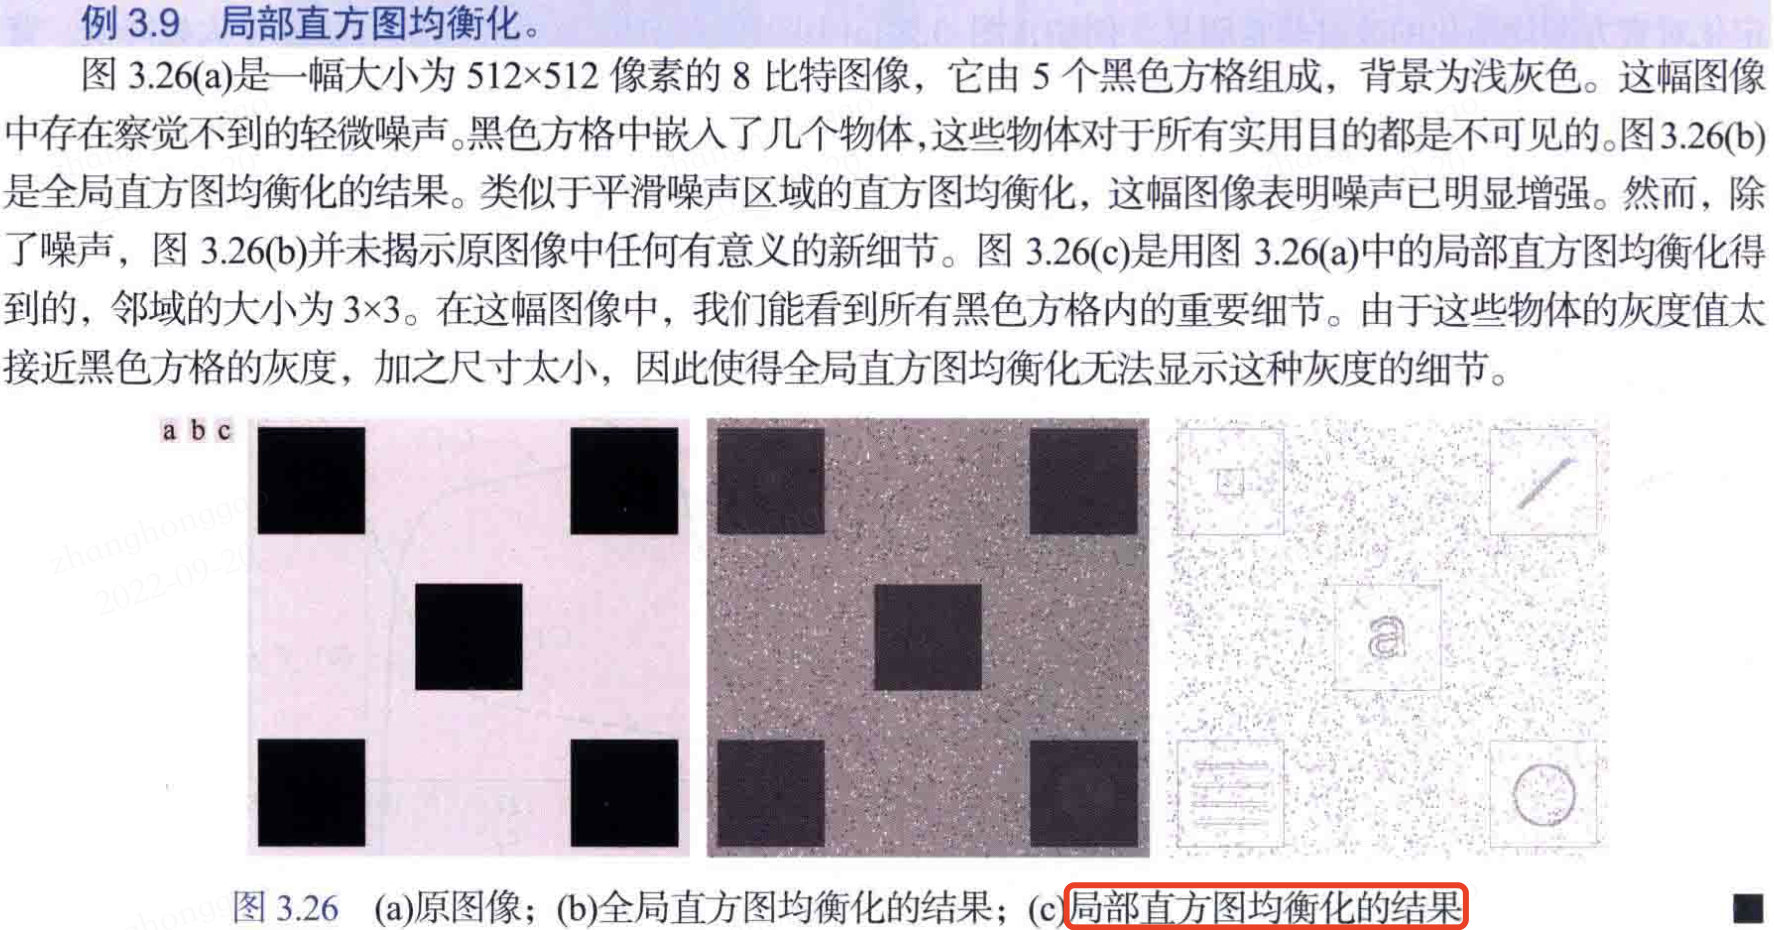 例 3.9 局部直方图均衡化。
图 3.26(a)是一幅大小为 512×512 像素的 8 比特图像，它由 5 个黑色方格组成，背景为浅灰色。这幅图像
中存在察觉不到的轻微噪声。黑色方格中嵌入了几个物体，这些物体对于所有实用目的都是不可见的。图 3.26(b)
是全局直方图均衡化的结果。类似于平滑噪声区域的直方图均衡化，这幅图像表明噪声已明显增强。然而，除
了噪声，图 3.26(b)并未揭示原图像中任何有意义的新细节。图 3.26(c)是用图 3.26(a)中的局部直方图均衡化得
到的，邻域的大小为 3×3。在这幅图像中，我们能看到所有黑色方格内的重要细节。由于这些物体的灰度值太
接近黑色方格的灰度，加之尺寸太小，因此使得全局直方图均衡化无法显示这种灰度的细节。
a b c
a
zhanghonggao
2022-09-20
图 3.26 (a)原图像；(b)全局直方图均衡化的结果；(c)局部直方图均衡化的结果